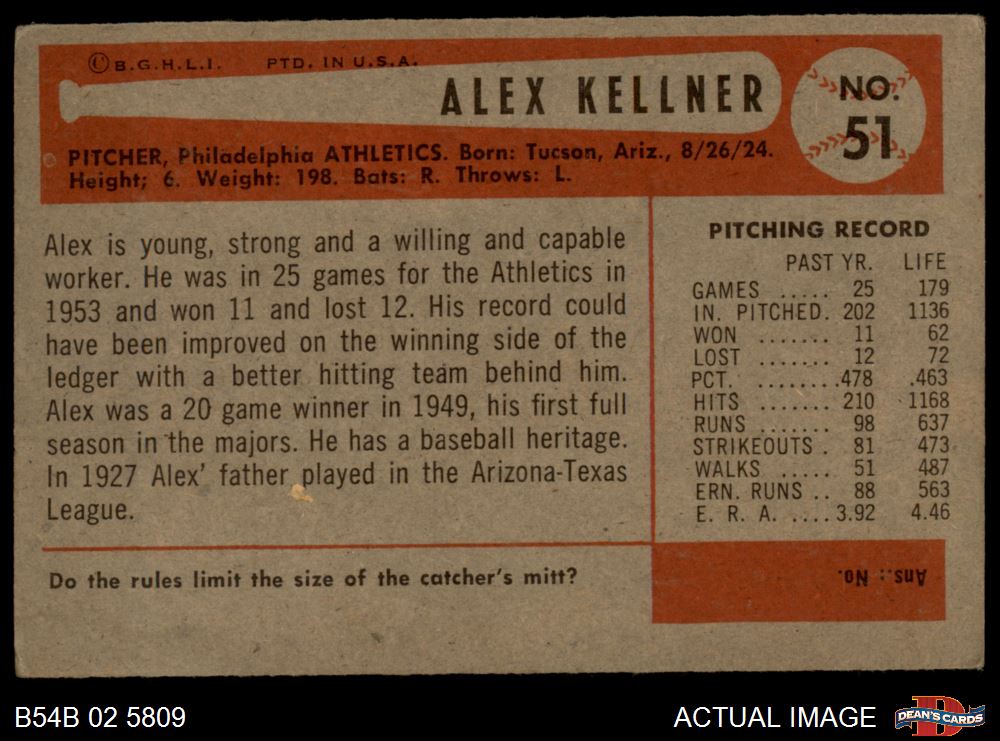 © B.G.H.L.I. PTD. IN U.S.A.
ALEX KELLNER
NO.
51
PITCHER, Philadelphia ATHLETICS. Born: Tucson, Ariz., 8/26/24.
Height; 6. Weight: 198. Bats: R. Throws: L.
Alex is young, strong and a willing and capable
worker. He was in 25 games for the Athletics in
1953 and won 11 and lost 12. His record could
have been improved on the winning side of the
ledger with a better hitting team behind him.
Alex was a 20 game winner in 1949, his first full
season in the majors. He has a baseball heritage.
In 1927 Alex' father played in the Arizona-Texas
League.
PITCHING RECORD
PAST YR. LIFE
GAMES ..... 25 179
IN. PITCHED. 202 1136
WON ....... 11 62
LOST ...... 12 72
PCT. ........ .478 .463
HITS ....... 210 1168
RUNS ....... 98 637
STRIKEOUTS . 81 473
WALKS ..... 51 487
ERN. RUNS .. 88 563
E. R. A. .... 3.92 4.46
Do the rules limit the size of the catcher's mitt?
Ans.: No.
B54B 02 5809
ACTUAL IMAGE
D
DEAN'S CARDS